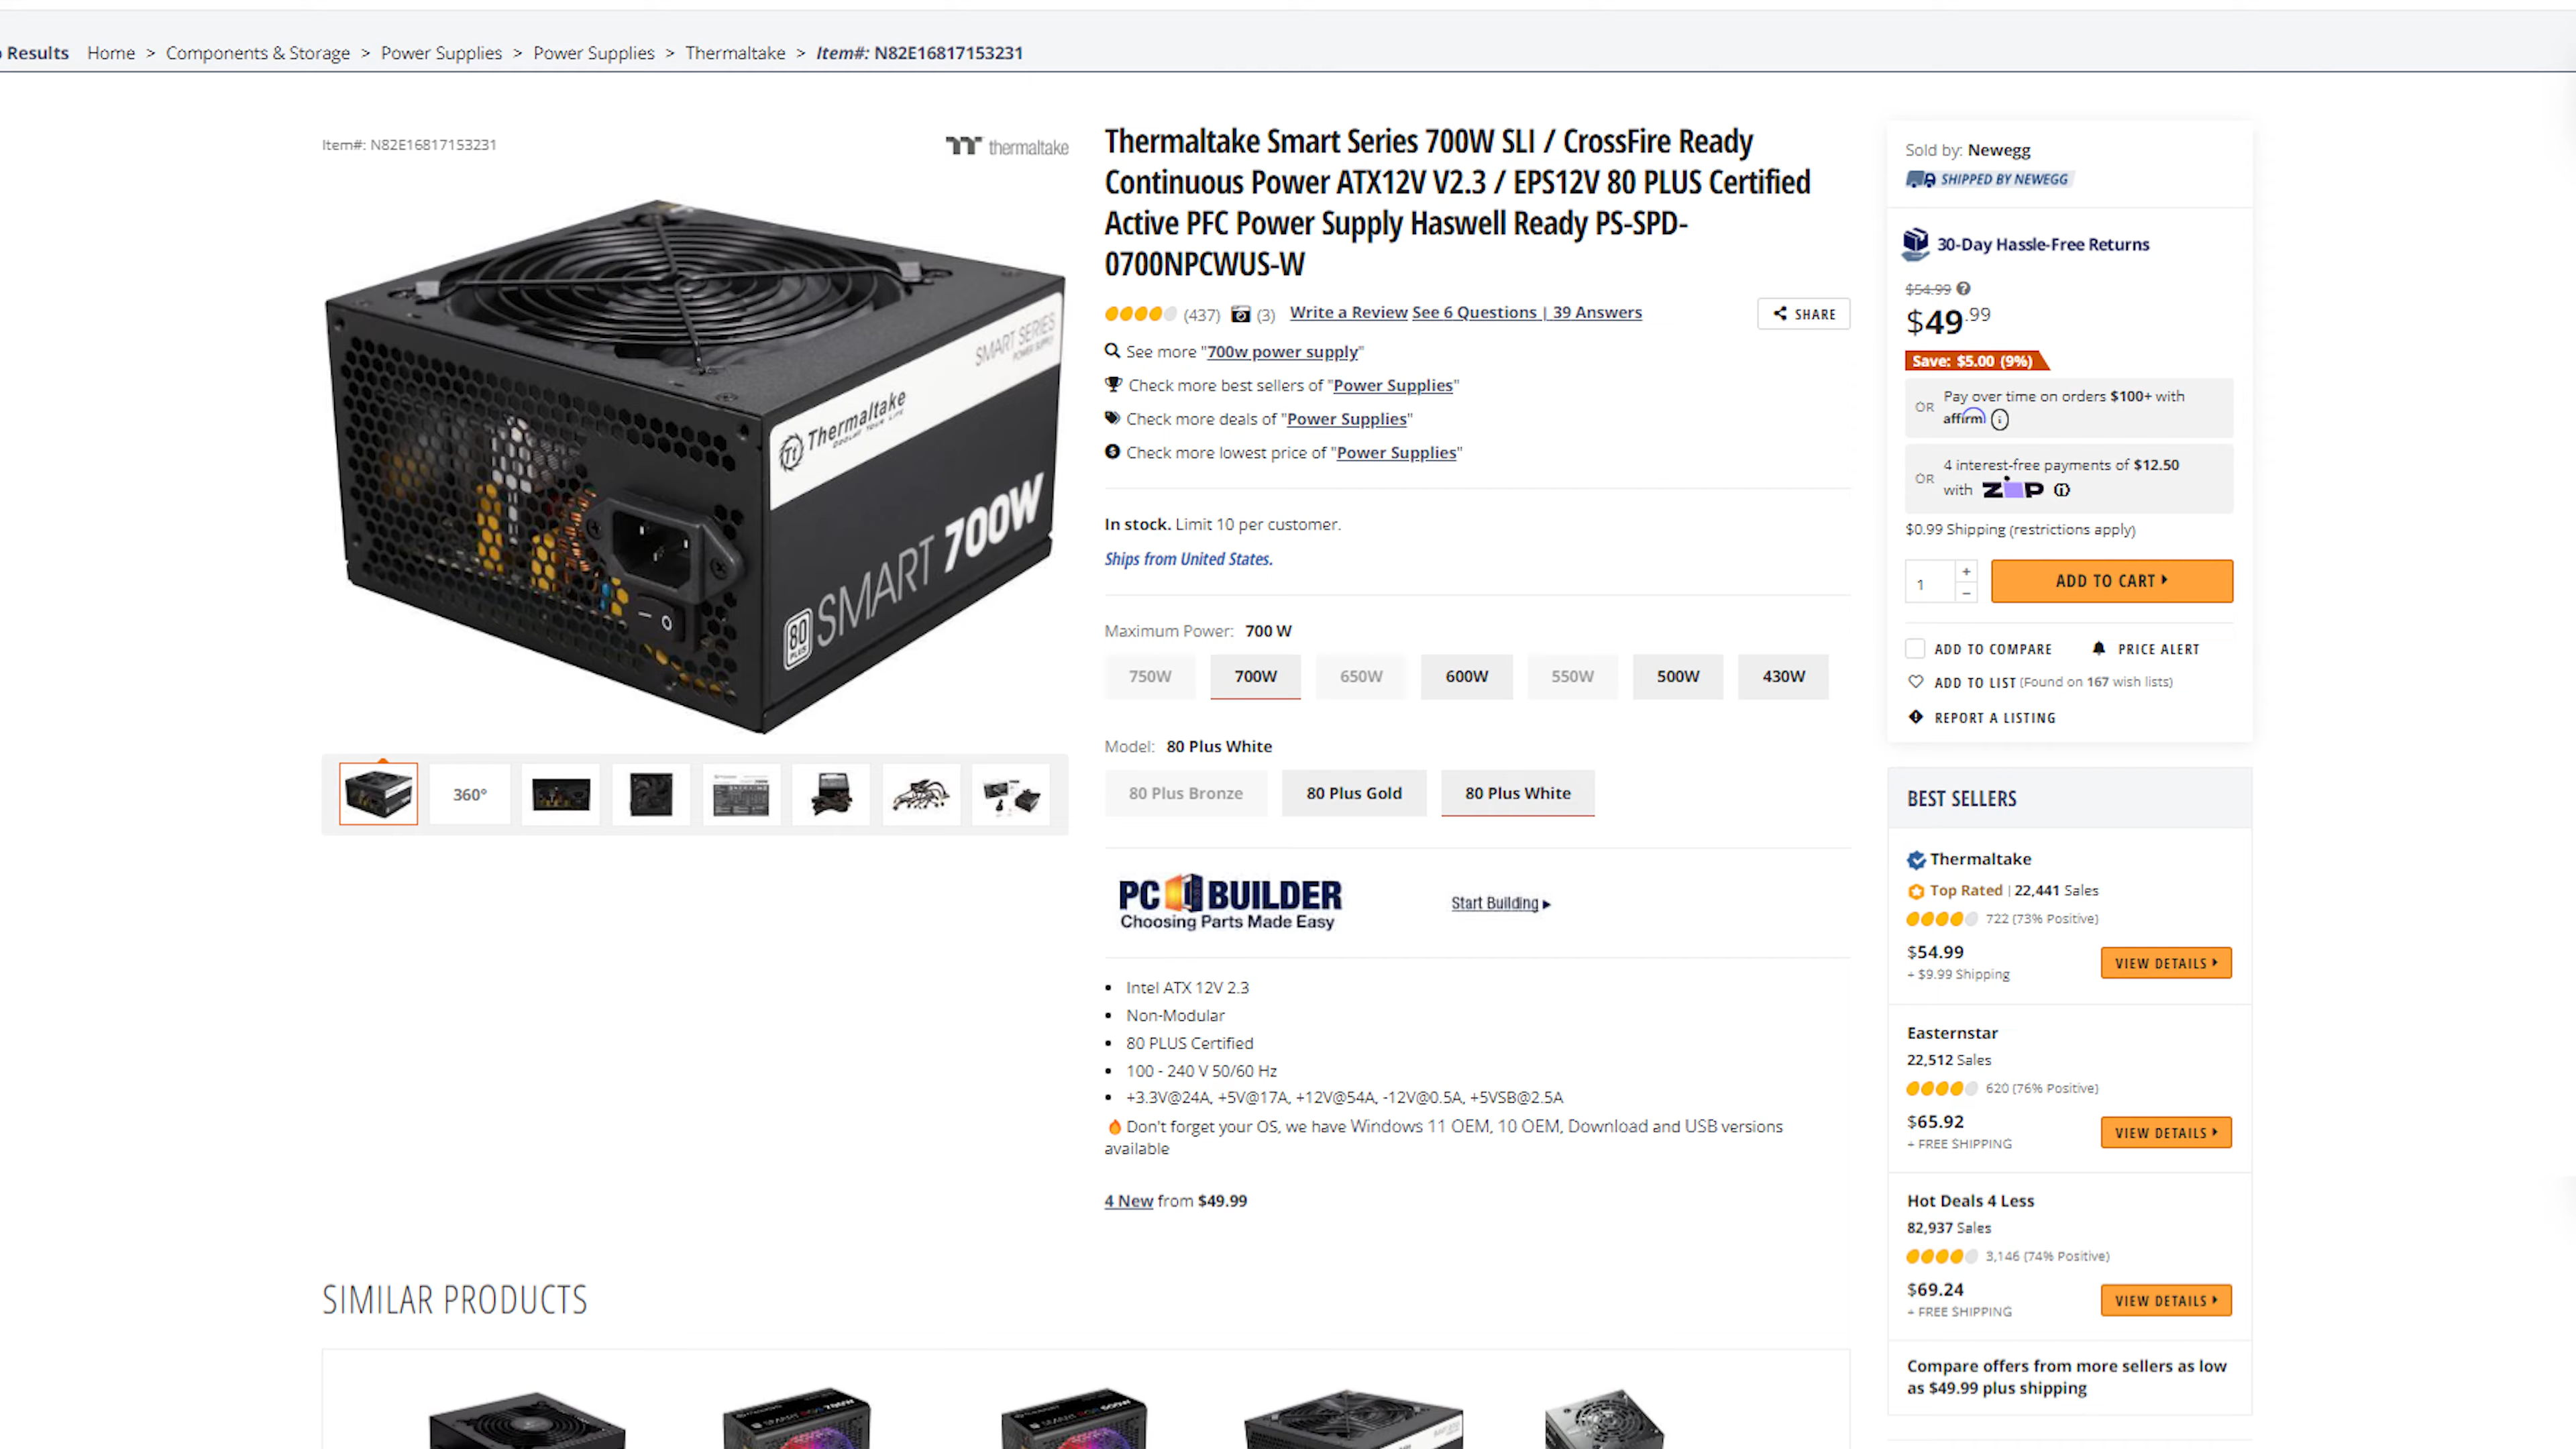 Results Home > Components & Storage > Power Supplies > Power Supplies > Thermaltake > Item#: N82E16817153231
Item#: N82E16817153231
thermaltake
SMART SERIES
POWER SUPPLY
Thermaltake
COOL ALL YOUR LIFE
SMART 700W
80
PLUS
360°
Thermaltake Smart Series 700W SLI / CrossFire Ready
Continuous Power ATX12V V2.3 / EPS12V 80 PLUS Certified
Active PFC Power Supply Haswell Ready PS-SPD-
0700NPCWUS-W
(437) (3) Write a Review See 6 Questions | 39 Answers
SHARE
See more "700w power supply"
Check more best sellers of "Power Supplies"
Check more deals of "Power Supplies"
Check more lowest price of "Power Supplies"
In stock. Limit 10 per customer.
Ships from United States.
Maximum Power: 700 W
750W 700W 650W 600W 550W 500W 430W
Model: 80 Plus White
80 Plus Bronze 80 Plus Gold 80 Plus White
PC BUILDER
Choosing Parts Made Easy
Start Building
• Intel ATX 12V 2.3
• Non-Modular
• 80 PLUS Certified
• 100 - 240 V 50/60 Hz
• +3.3V@24A, +5V@17A, +12V@54A, -12V@0.5A, +5VSB@2.5A
Don't forget your OS, we have Windows 11 OEM, 10 OEM, Download and USB versions
available
4 New from $49.99
Sold by: Newegg
SHIPPED BY NEWEGG
30-Day Hassle-Free Returns
$54.99
$49.99
Save: $5.00 (9%)
OR Pay over time on orders $100+ with
affirm
OR 4 interest-free payments of $12.50
with ZIP
$0.99 Shipping (restrictions apply)
1 + − ADD TO CART
ADD TO COMPARE PRICE ALERT
ADD TO LIST (Found on 167 wish lists)
REPORT A LISTING
BEST SELLERS
Thermaltake
Top Rated | 22,441 Sales
722 (73% Positive)
$54.99
+ $9.99 Shipping
VIEW DETAILS
Easternstar
22,512 Sales
620 (76% Positive)
$65.92
+ FREE SHIPPING
VIEW DETAILS
Hot Deals 4 Less
82,937 Sales
3,146 (74% Positive)
$69.24
+ FREE SHIPPING
VIEW DETAILS
Compare offers from more sellers as low
as $49.99 plus shipping
SIMILAR PRODUCTS